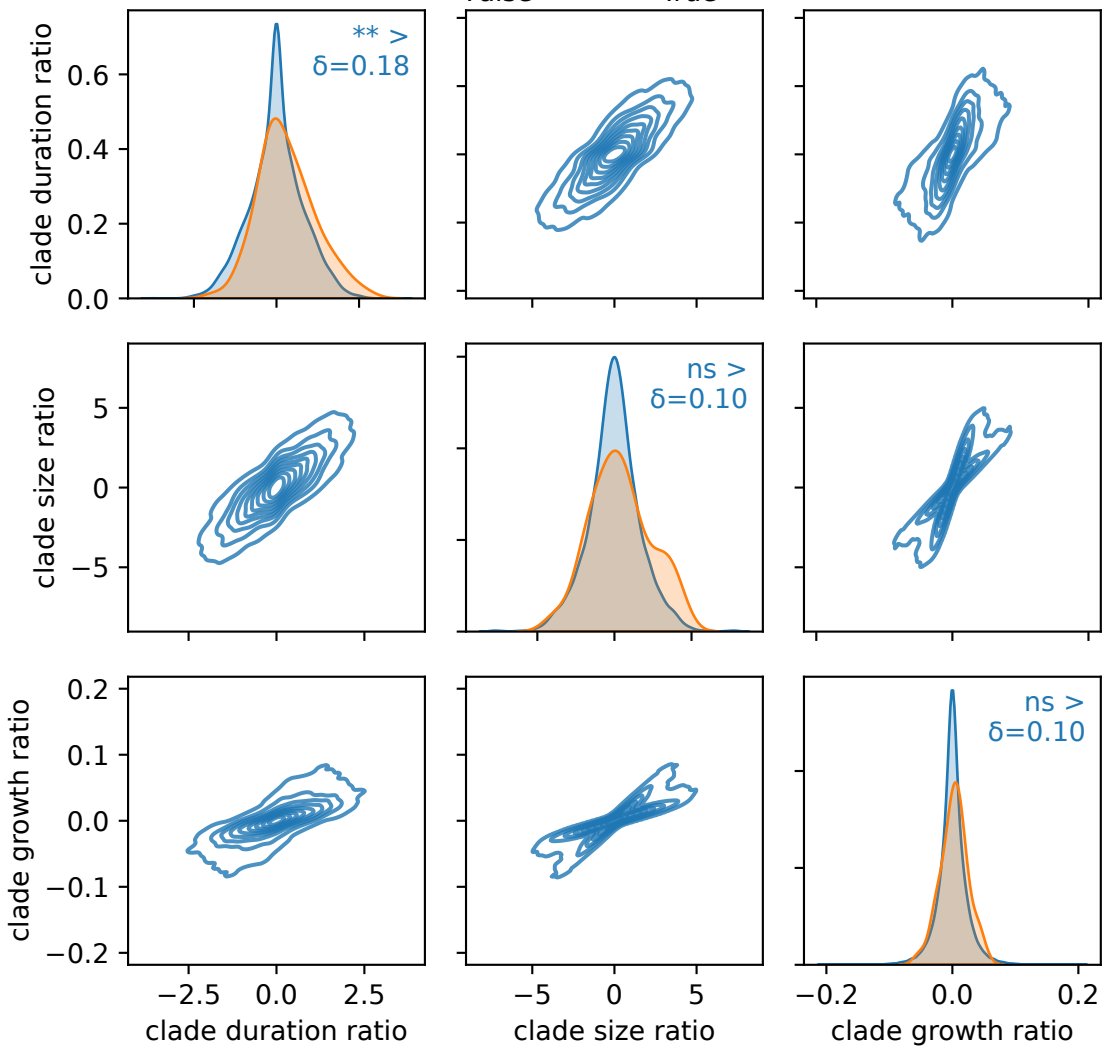 False True
** >
δ=0.18
clade duration ratio
0.6
0.4
0.2
0.0
ns >
δ=0.10
clade size ratio
5
0
−5
ns >
δ=0.10
clade growth ratio
0.2
0.1
0.0
−0.1
−0.2
−2.5 0.0 2.5 −5 0 5 −0.2 0.0 0.2
clade duration ratio clade size ratio clade growth ratio